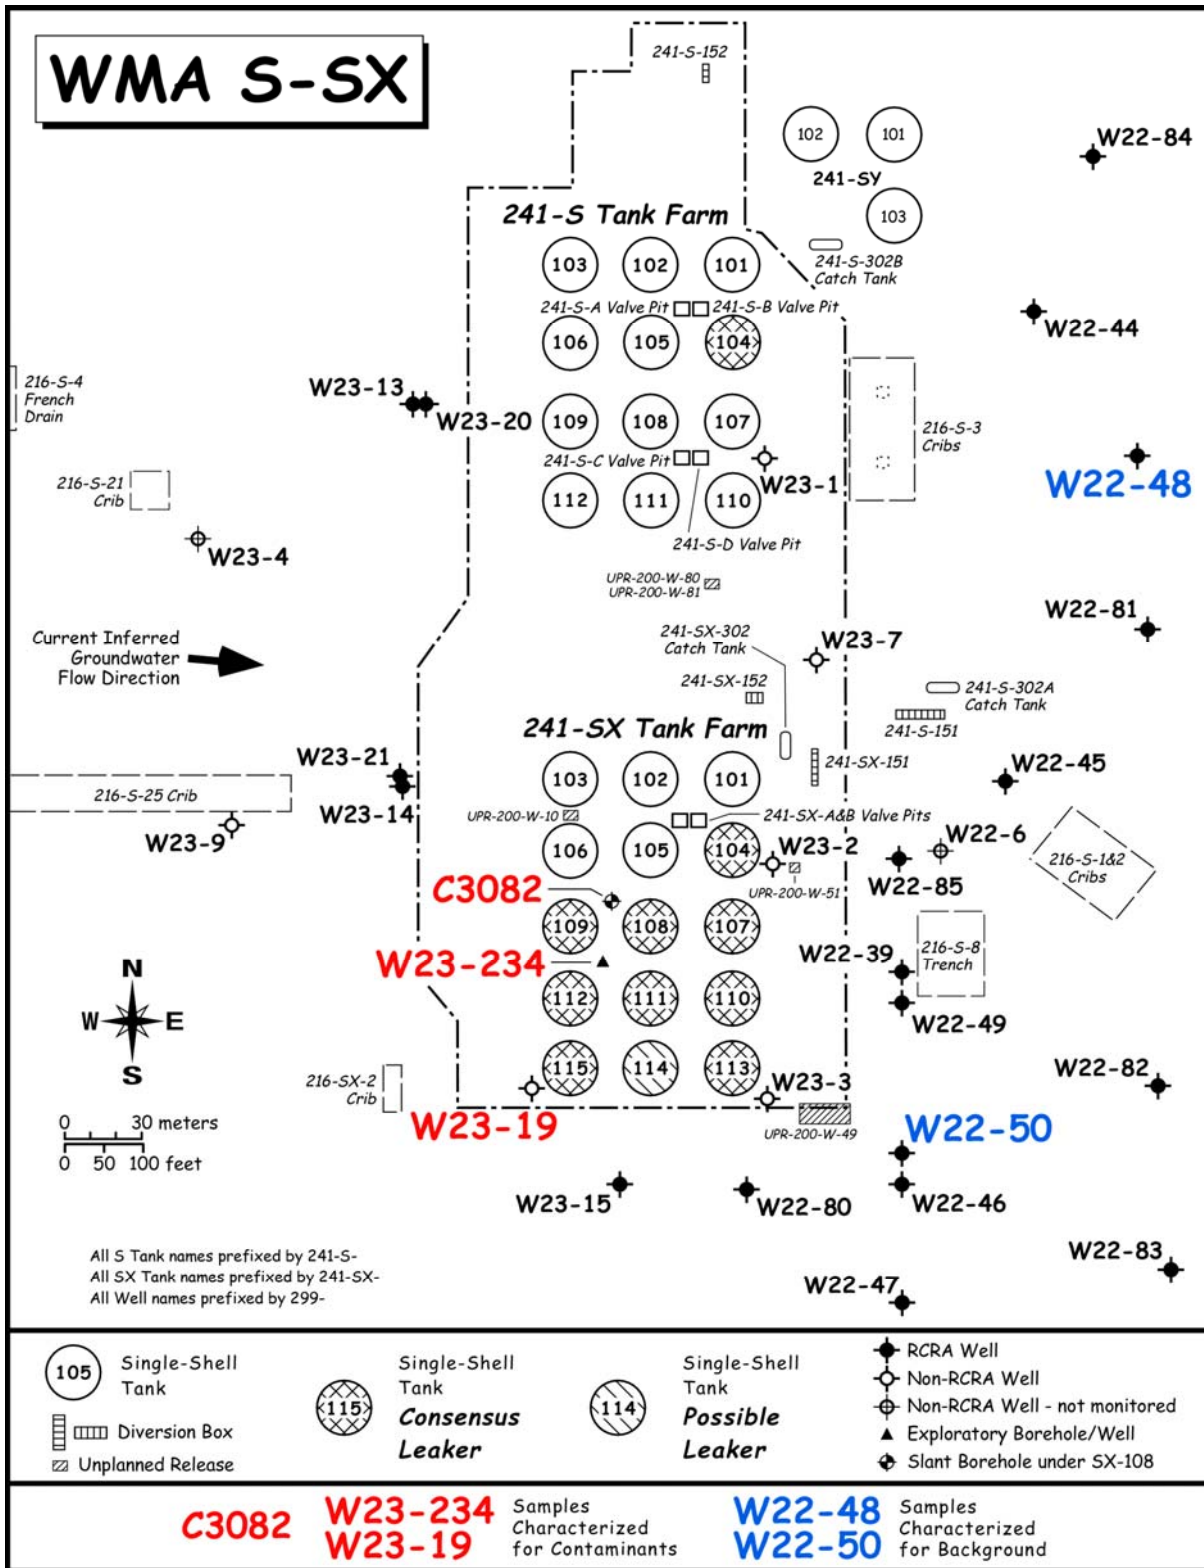 WMA S-SX
241-S-152
102
101
241-SY
103
W22-84
241-S Tank Farm
241-S-302B
Catch Tank
103
102
101
241-S-A Valve Pit
241-S-B Valve Pit
W22-44
106
105
104
216-S-4
French
Drain
W23-13
W23-20
109
108
107
216-S-3
Cribs
241-S-C Valve Pit
W23-1
W22-48
216-S-21
Crib
112
111
110
241-S-D Valve Pit
W23-4
UPR-200-W-80
UPR-200-W-81
W22-81
Current Inferred
Groundwater
Flow Direction
241-SX-302
Catch Tank
W23-7
241-SX-152
241-S-302A
Catch Tank
241-S-151
241-SX Tank Farm
W23-21
103
102
101
241-SX-151
W22-45
216-S-25 Crib
W23-14
UPR-200-W-10
241-SX-A&B Valve Pits
W23-9
106
105
104
W23-2
W22-6
216-S-1&2
Cribs
C3082
UPR-200-W-51
W22-85
109
108
107
W23-234
W22-39
216-S-8
Trench
112
111
110
W22-49
N
W E
S
216-SX-2
Crib
115
114
113
W23-3
W22-82
W23-19
UPR-200-W-49
W22-50
0 30 meters
0 50 100 feet
W23-15
W22-80
W22-46
All S Tank names prefixed by 241-S-
All SX Tank names prefixed by 241-SX-
All Well names prefixed by 299-
W22-83
W22-47
105
Single-Shell
Tank
Diversion Box
Unplanned Release
115
Single-Shell
Tank
Consensus
Leaker
114
Single-Shell
Tank
Possible
Leaker
RCRA Well
Non-RCRA Well
Non-RCRA Well - not monitored
Exploratory Borehole/Well
Slant Borehole under SX-108
C3082
W23-234
W23-19
Samples
Characterized
for Contaminants
W22-48
W22-50
Samples
Characterized
for Background